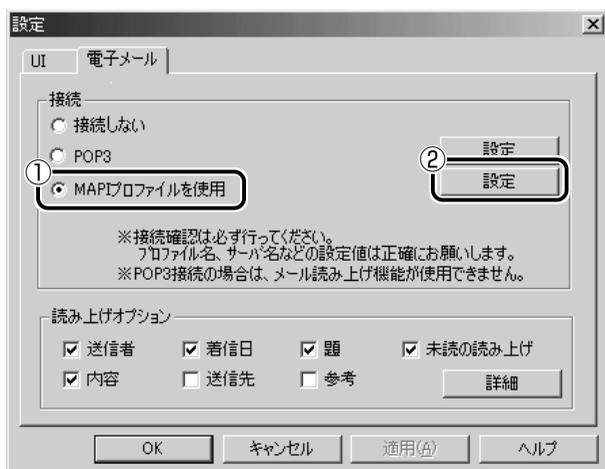 設定
UI 電子メール
接続
接続しない
POP3 ② 設定
① MAPIプロファイルを使用 設定
※接続確認は必ず行ってください。
プロファイル名、サーバ名などの設定値は正確にお願いします。
※POP3接続の場合は、メール読み上げ機能が使用できません。
読み上げオプション
送信者 着信日 題 未読の読み上げ
内容 送信先 参考 詳細
OK キャンセル 適用(A) ヘルプ